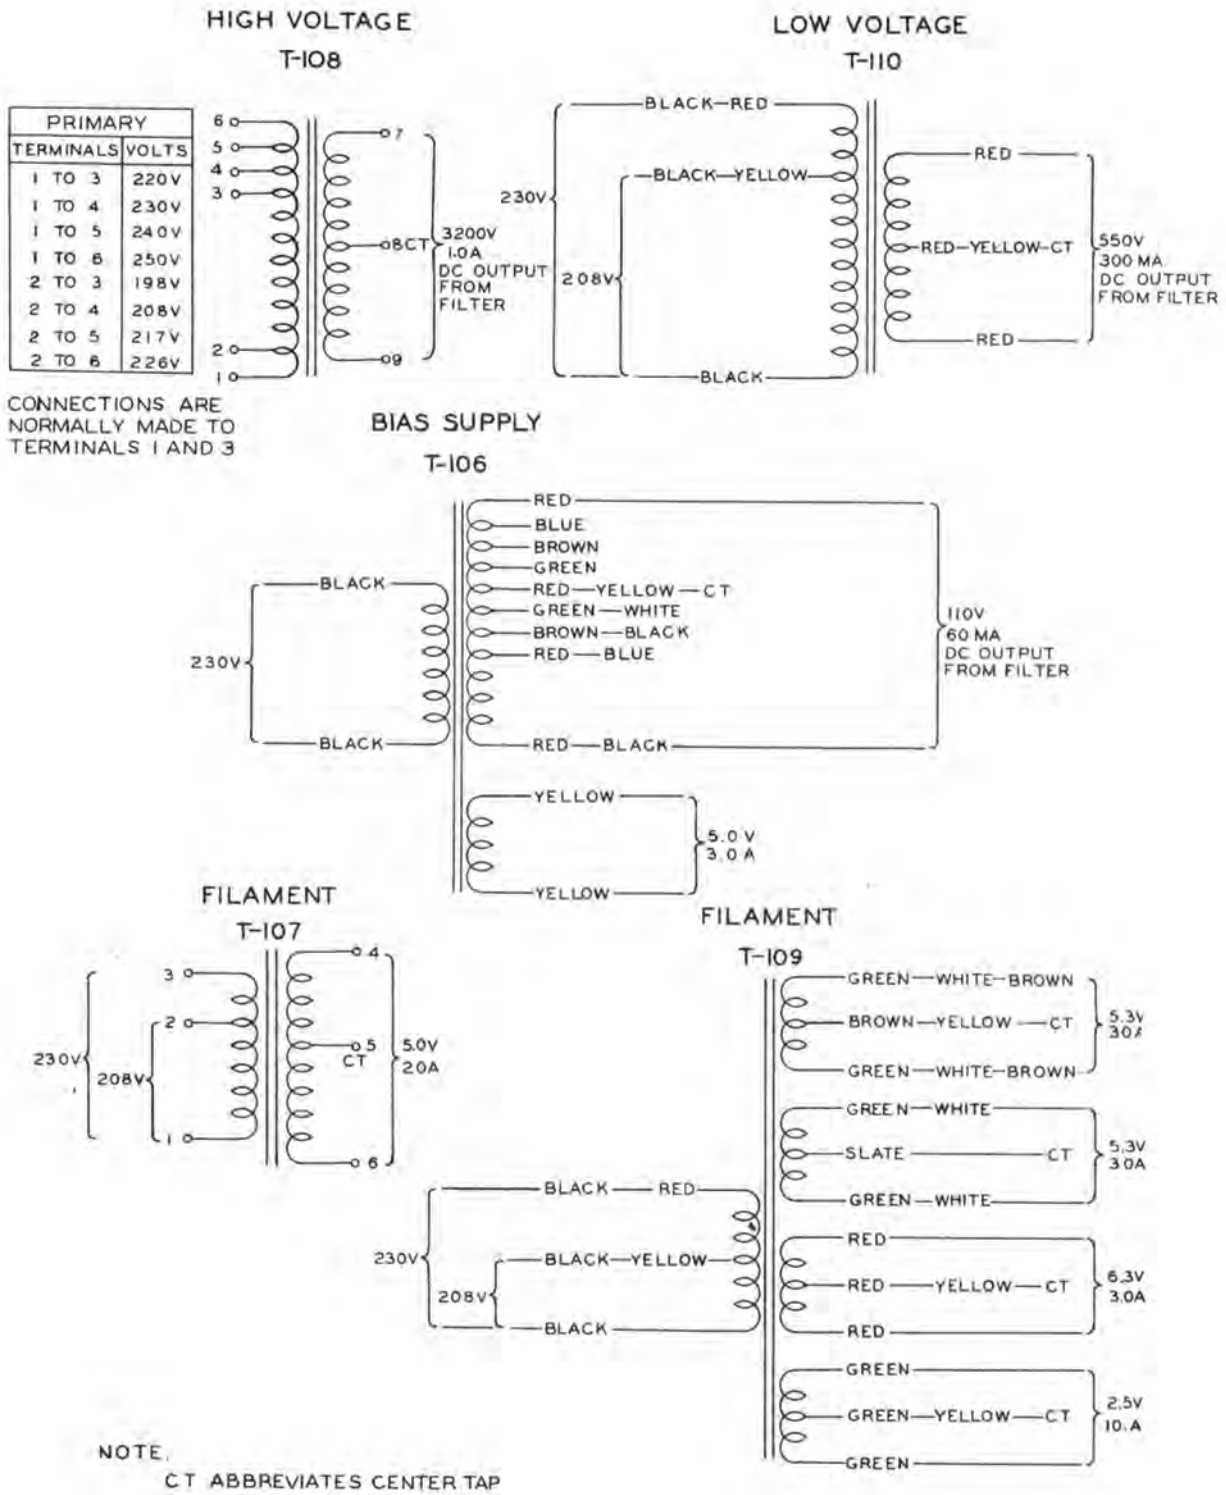 HIGH VOLTAGE
T-108
PRIMARY
TERMINALS VOLTS
1 TO 3 220V
1 TO 4 230V
1 TO 5 240V
1 TO 6 250V
2 TO 3 198V
2 TO 4 208V
2 TO 5 217V
2 TO 6 226V
CONNECTIONS ARE
NORMALLY MADE TO
TERMINALS 1 AND 3
6
5
4
3
2
1
7
8 CT
9
3200V
1.0A
DC OUTPUT
FROM
FILTER
LOW VOLTAGE
T-110
230V
208V
BLACK-RED
BLACK-YELLOW
BLACK
RED
RED-YELLOW-CT
RED
550V
300 MA.
DC OUTPUT
FROM FILTER
BIAS SUPPLY
T-106
230V
BLACK
BLACK
RED
BLUE
BROWN
GREEN
RED-YELLOW-CT
GREEN-WHITE
BROWN-BLACK
RED-BLUE
RED-BLACK
110V
60 MA
DC OUTPUT
FROM FILTER
YELLOW
YELLOW
5.0 V
3.0 A
FILAMENT
T-107
230V
208V
3
2
1
4
5
CT
6
5.0V
20A
FILAMENT
T-109
230V
208V
BLACK-RED
BLACK-YELLOW
BLACK
GREEN-WHITE-BROWN
BROWN-YELLOW-CT
GREEN-WHITE-BROWN
5.3V
GREEN-WHITE
SLATE CT
GREEN-WHITE
5.3V
30A
RED
RED-YELLOW-CT
RED
6.3V
3.0A
GREEN
GREEN-YELLOW-CT
GREEN
2.5V
10.A
NOTE.
CT ABBREVIATES CENTER TAP